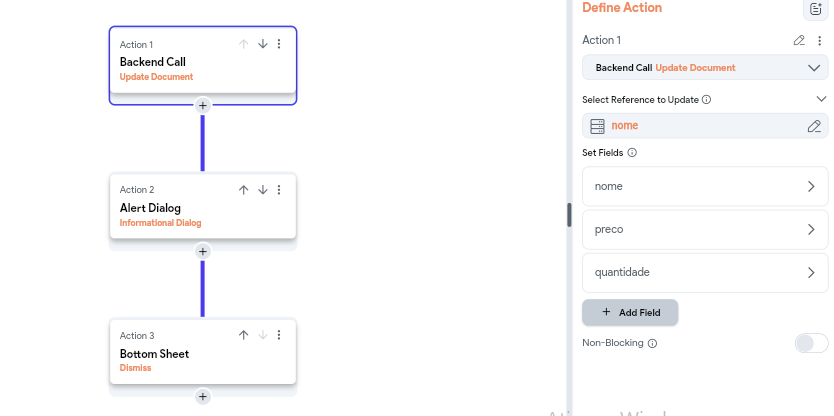 Action 1
Backend Call
Update Document
Action 2
Alert Dialog
Informational Dialog
Action 3
Bottom Sheet
Dismiss
Define Action
Action 1
Backend Call Update Document
Select Reference to Update
nome
Set Fields
nome
preco
quantidade
+ Add Field
Non-Blocking